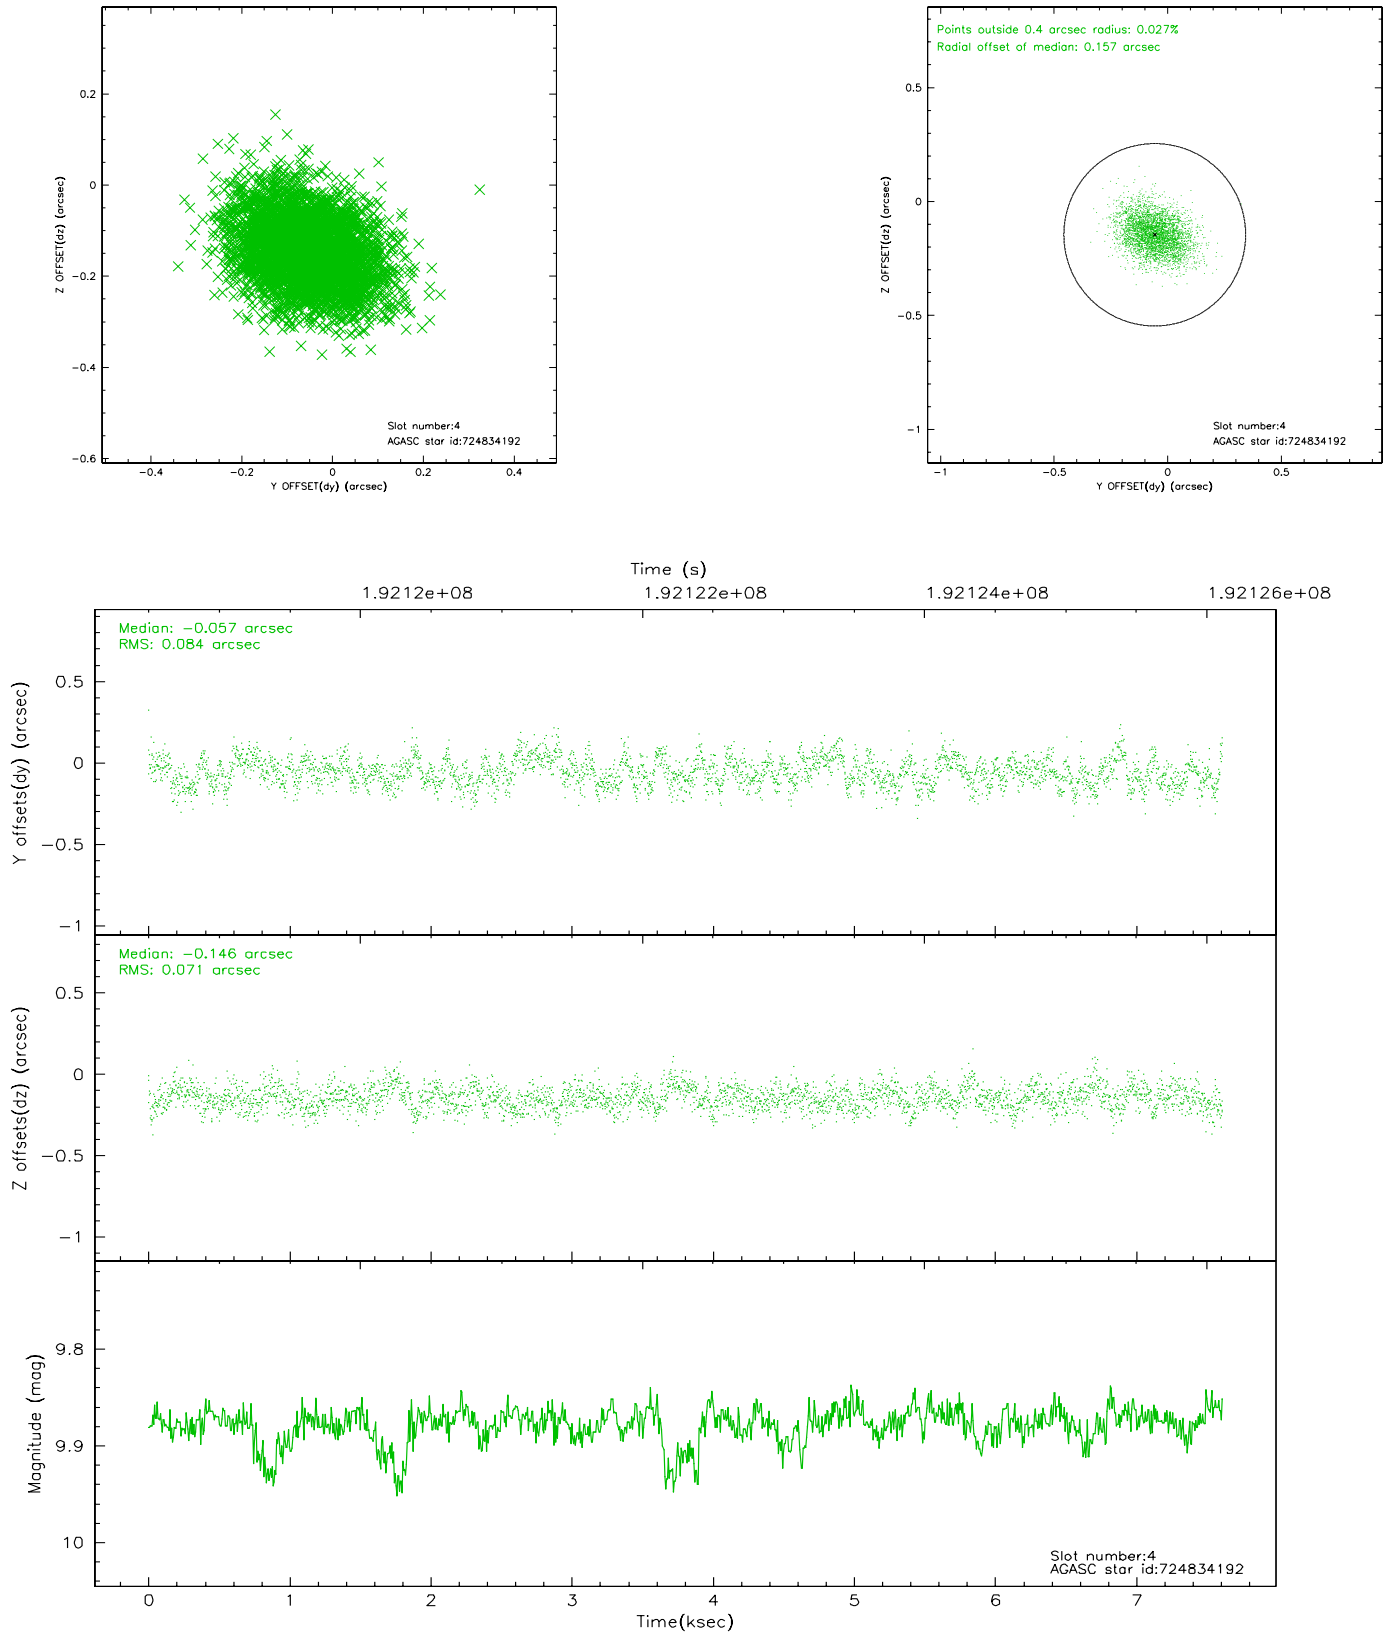 0.2
0
−0.2
−0.4
−0.6
Z OFFSET(dz) (arcsec)
−0.4
−0.2
0
0.2
0.4
Y OFFSET(dy) (arcsec)
Slot number:4
AGASC star id:724834192
Points outside 0.4 arcsec radius: 0.027%
Radial offset of median: 0.157 arcsec
0.5
0
−0.5
−1
Z OFFSET(dz) (arcsec)
−1
−0.5
0
0.5
Y OFFSET(dy) (arcsec)
Slot number:4
AGASC star id:724834192
Time (s)
1.9212e+08
1.92122e+08
1.92124e+08
1.92126e+08
Median: −0.057 arcsec
RMS: 0.084 arcsec
0.5
0
−0.5
−1
Y offsets(dy) (arcsec)
Median: −0.146 arcsec
RMS: 0.071 arcsec
0.5
0
−0.5
−1
Z offsets(dz) (arcsec)
9.8
9.9
10
Magnitude (mag)
Slot number:4
AGASC star id:724834192
0
1
2
3
4
5
6
7
Time(ksec)